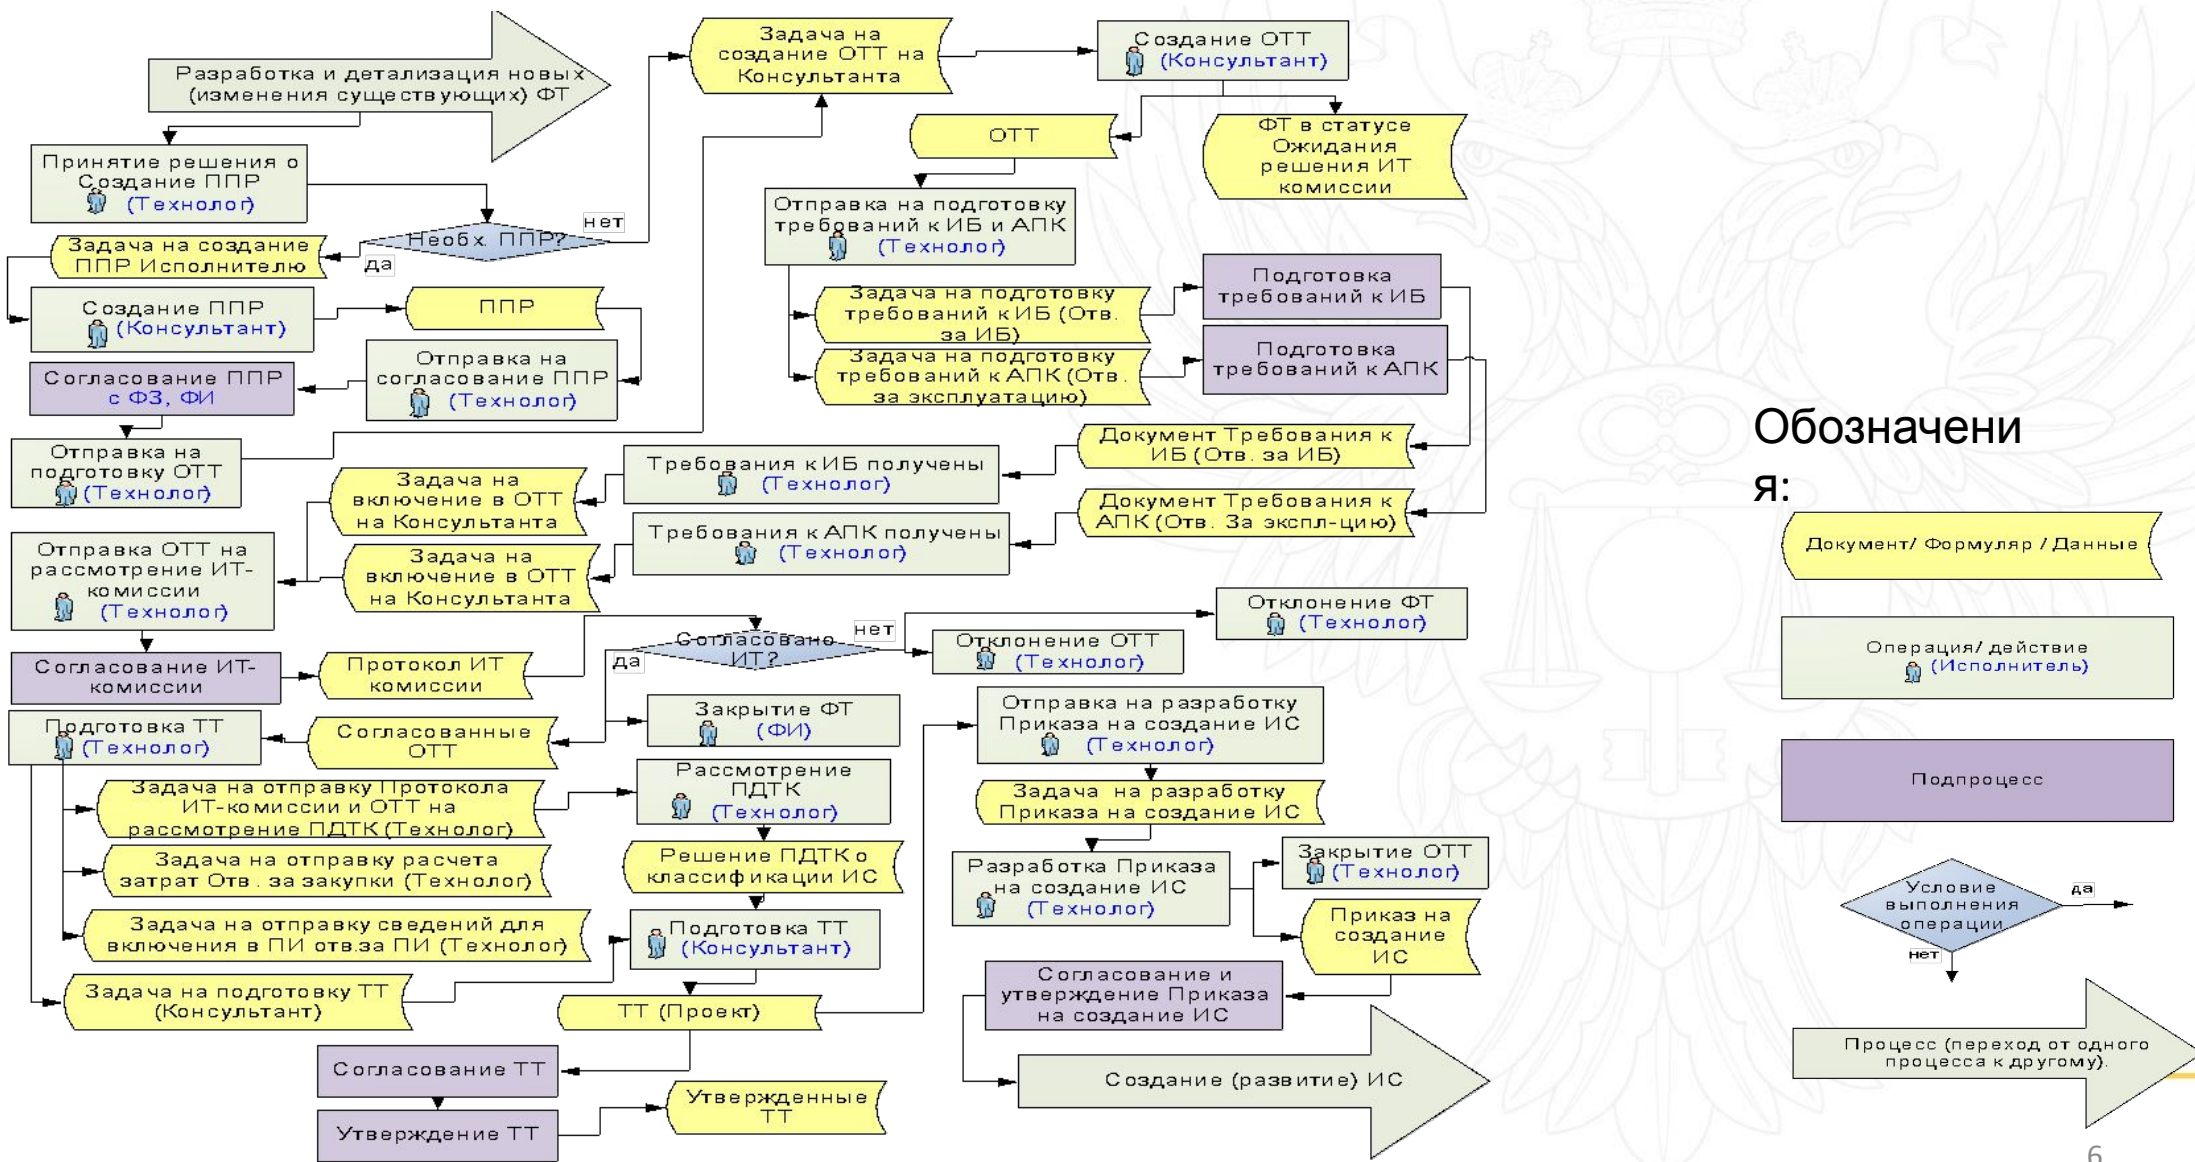 Разработка и детализация новых
(изменения существующих) ФТ
Принятие решения о
Создание ППР
(Технолог)
Необх. ППР?
нет
да
Задача на создание
ППР Исполнителю
Создание ППР
(Консультант)
ППР
Отправка на
согласование ППР
(Технолог)
Согласование ППР
с ФЗ, ФИ
Отправка на
подготовку ОТТ
(Технолог)
Задача на
создание ОТТ на
Консультанта
Создание ОТТ
(Консультант)
ОТТ
ФТ в статусе
Ожидания
решения ИТ
комиссии
Отправка на подготовку
требований к ИБ и АПК
(Технолог)
Задача на подготовку
требований к ИБ (Отв.
за ИБ)
Подготовка
требований к ИБ
Задача на подготовку
требований к АПК (Отв.
за эксплуатацию)
Подготовка
требований к АПК
Документ Требования к
ИБ (Отв. за ИБ)
Требования к ИБ получены
(Технолог)
Задача на
включение в ОТТ
на Консультанта
Документ Требования к
АПК (Отв. За экспл-цию)
Требования к АПК получены
(Технолог)
Задача на
включение в ОТТ
на Консультанта
Отправка ОТТ на
рассмотрение ИТ-
комиссии
(Технолог)
Согласование ИТ-
комиссии
Протокол ИТ
комиссии
Согласовано
ИТ?
нет
да
Отклонение ОТТ
(Технолог)
Отклонение ФТ
(Технолог)
Закрытие ФТ
(ФИ)
Согласованные
ОТТ
Подготовка ТТ
(Технолог)
Задача на отправку Протокола
ИТ-комиссии и ОТТ на
рассмотрение ПДТК (Технолог)
Рассмотрение
ПДТК
(Технолог)
Задача на отправку расчета
затрат Отв. за закупки (Технолог)
Решение ПДТК о
классификации ИС
Задача на отправку сведений для
включения в ПИ отв.за ПИ (Технолог)
Подготовка ТТ
(Консультант)
Задача на подготовку ТТ
(Консультант)
ТТ (Проект)
Согласование ТТ
Утверждение ТТ
Утвержденные
ТТ
Отправка на разработку
Приказа на создание ИС
(Технолог)
Задача на разработку
Приказа на создание ИС
Разработка Приказа
на создание ИС
(Технолог)
Закрытие ОТТ
(Технолог)
Приказ на
создание
ИС
Согласование и
утверждение Приказа
на создание ИС
Создание (развитие) ИС
Обозначени
я:
Документ/ Формуляр / Данные
Операция/ действие
(Исполнитель)
Подпроцесс
Условие
выполнения
операции
да
нет
Процесс (переход от одного
процесса к другому).
6